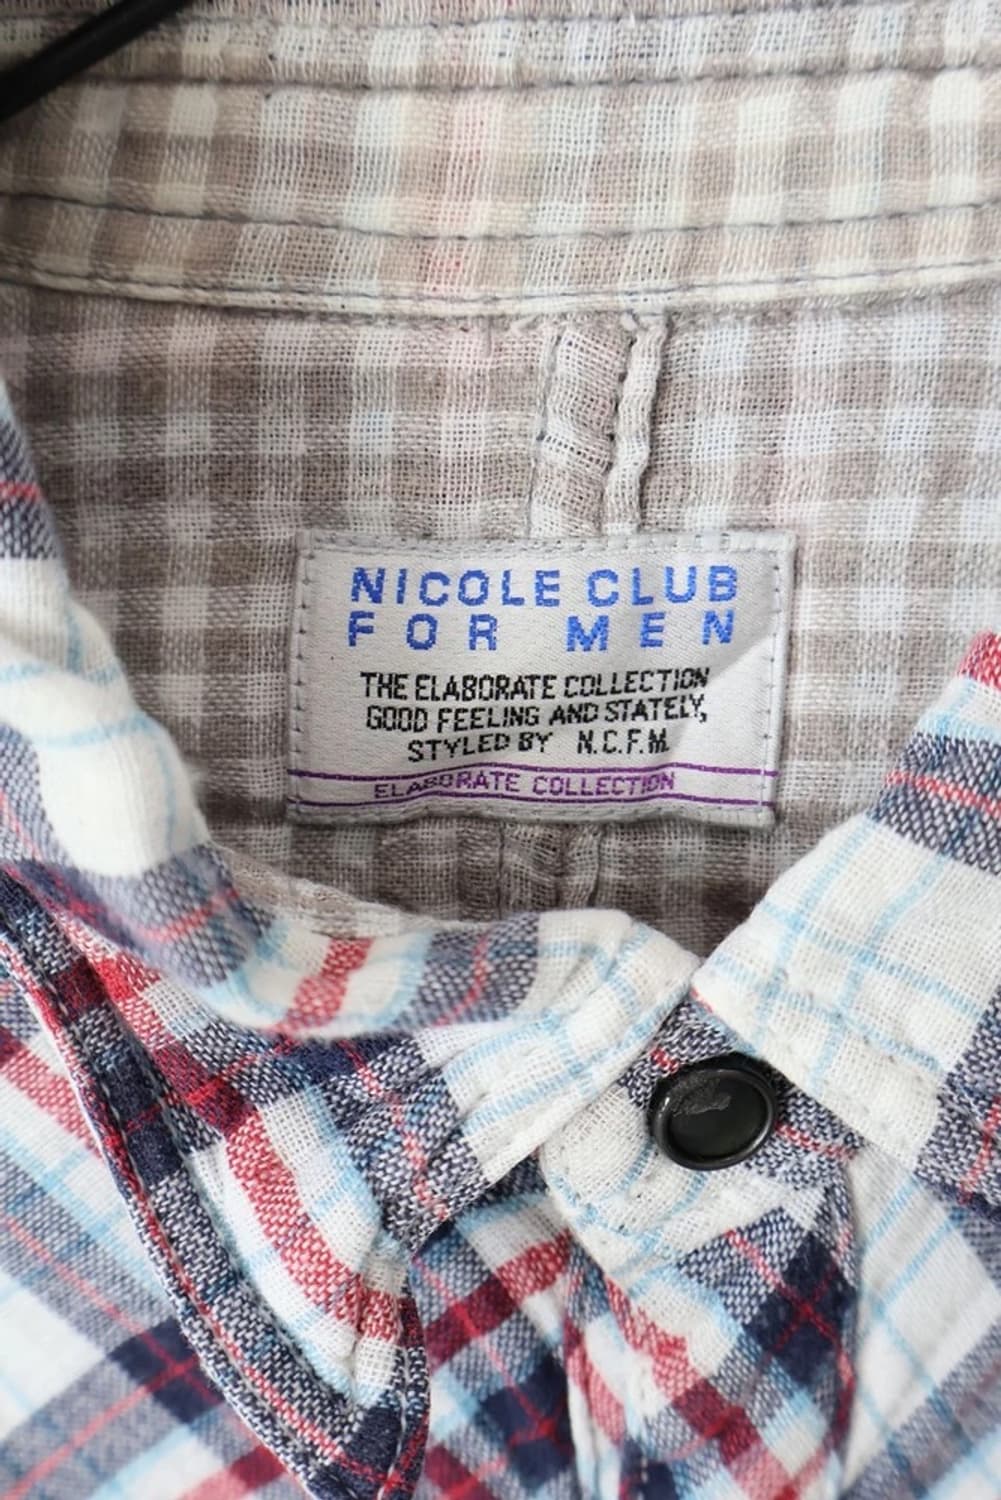 NICOLE CLUB
FOR MEN
THE ELABORATE COLLECTION
GOOD FEELING AND STATELY,
STYLED BY N.C.F.M.
ELABORATE COLLECTION